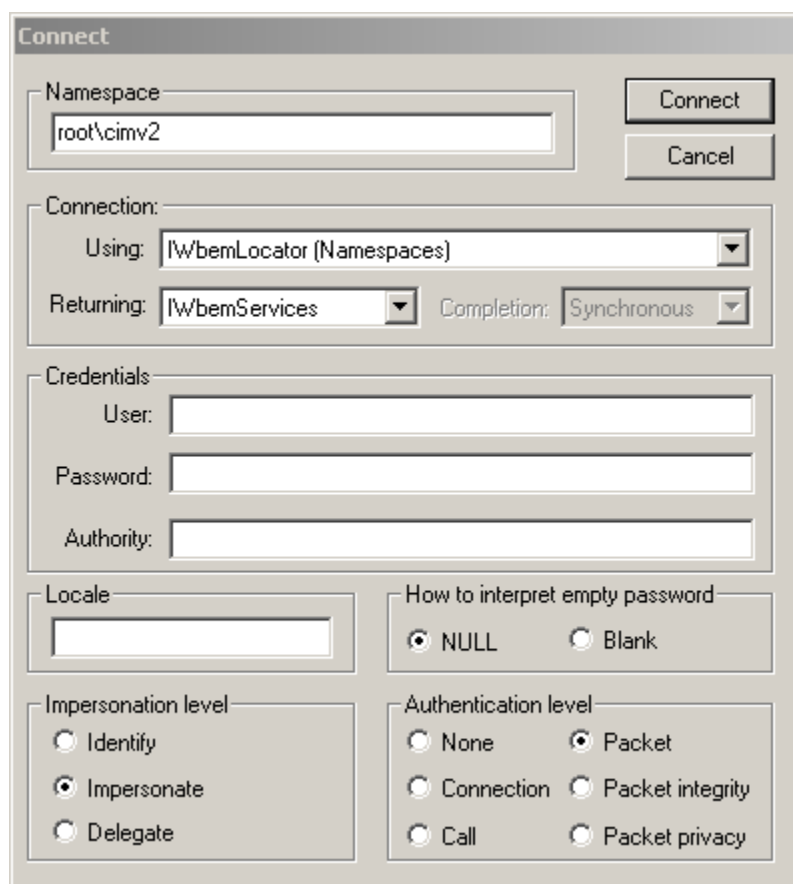 Connect
Namespace
root\cimv2
Connect
Cancel
Connection:
Using: IWbemLocator (Namespaces)
Returning: IWbemServices Completion: Synchronous
Credentials
User:
Password:
Authority:
Locale
How to interpret empty password
NULL Blank
Impersonation level
Identify
Impersonate
Delegate
Authentication level
None Packet
Connection Packet integrity
Call Packet privacy